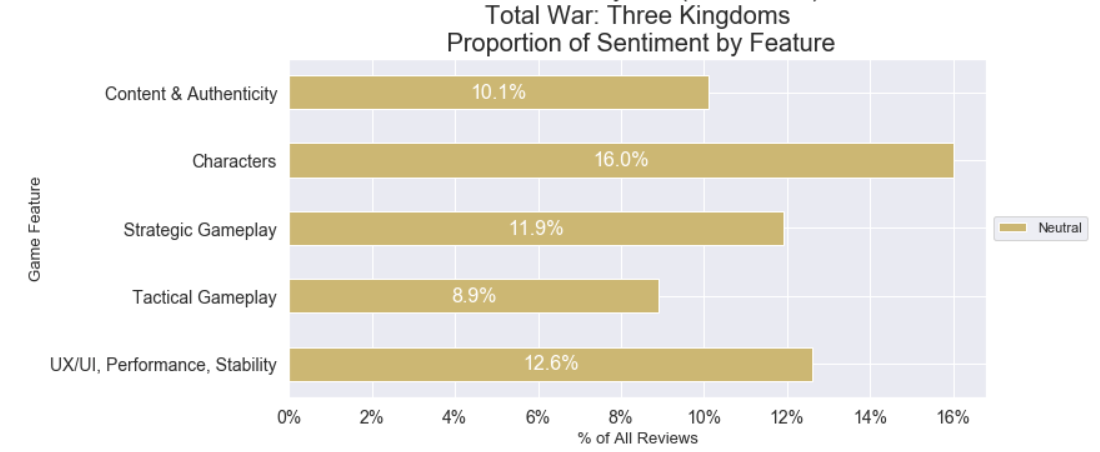 Total War: Three Kingdoms
Proportion of Sentiment by Feature
Game Feature
Content & Authenticity
10.1%
Characters
16.0%
Strategic Gameplay
11.9%
Tactical Gameplay
8.9%
UX/UI, Performance, Stability
12.6%
Neutral
0% 2% 4% 6% 8% 10% 12% 14% 16%
% of All Reviews